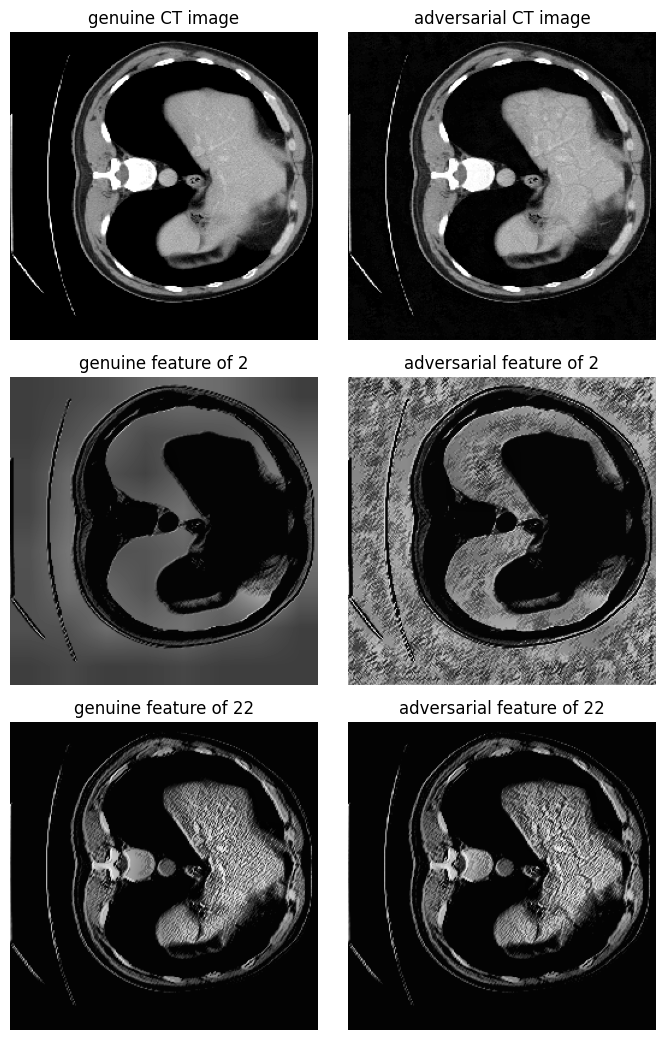 genuine CT image
adversarial CT image
genuine feature of 2
adversarial feature of 2
genuine feature of 22
adversarial feature of 22